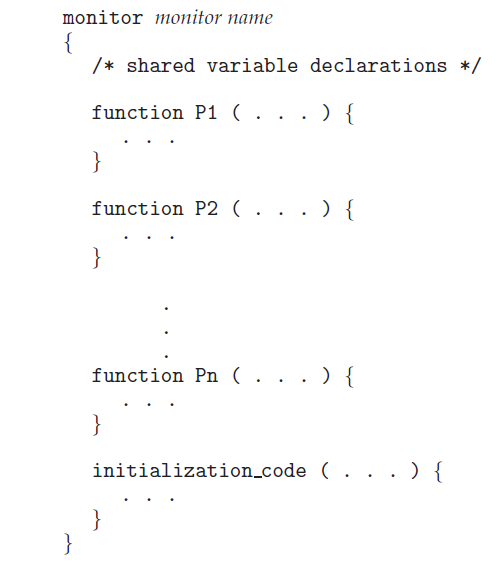 monitor monitor name
{
/* shared variable declarations */
function P1 ( . . . ) {
. . .
}
function P2 ( . . . ) {
. . .
}
.
.
.
function Pn ( . . . ) {
. . .
}
initialization_code ( . . . ) {
. . .
}
}